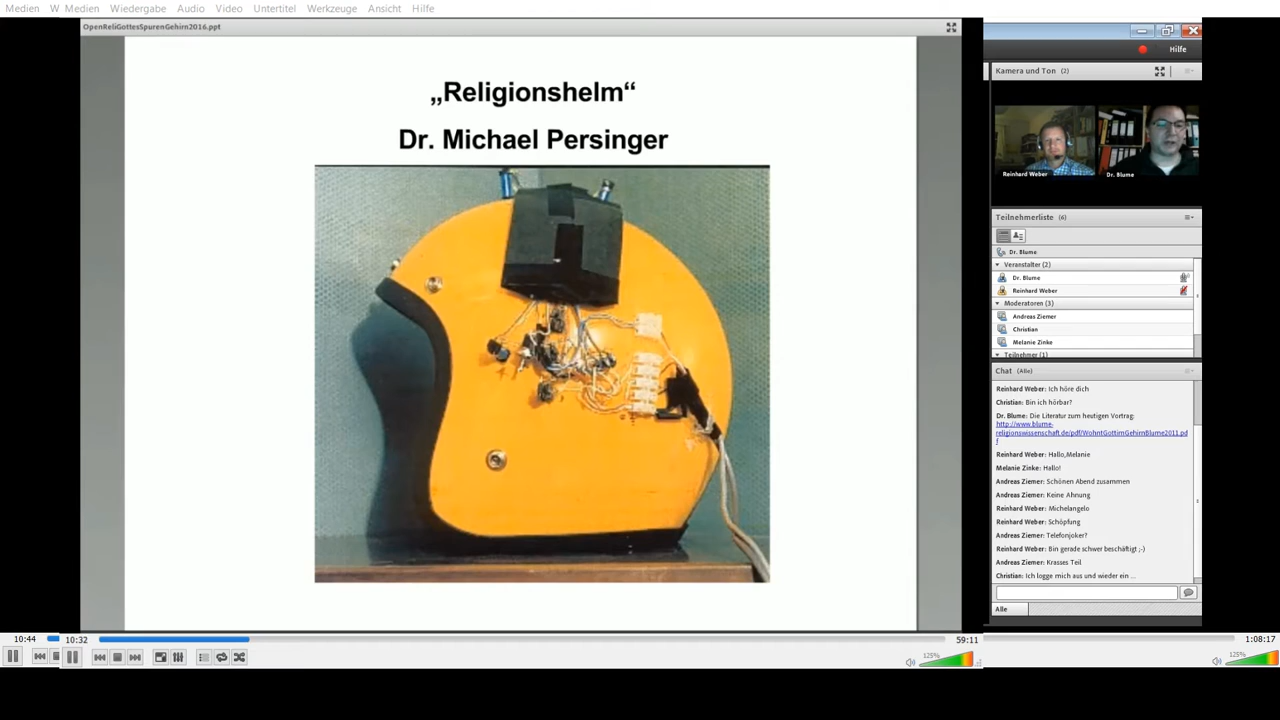 Medien W Medien Wiedergabe Audio Video Untertitel Werkzeuge Ansicht Hilfe
OpenReliGottesSpurenGehirn2016.ppt
„Religionshelm“
Dr. Michael Persinger
Hilfe
Kamera und Ton (2)
Reinhard Weber
Dr. Blume
Teilnehmerliste (6)
Dr. Blume
Veranstalter (2)
Dr. Blume
Reinhard Weber
Moderatoren (3)
Andreas Ziemer
Christian
Melanie Zinke
Teilnehmer (1)
Chat (Alle)
Reinhard Weber: Ich höre dich
Christian: Bin ich hörbar?
Dr. Blume: Die Literatur zum heutigen Vortrag:
http://www.blume-
religionswissenschaft.de/pdf/WohntGottimGehirnBlume2011.pd
f
Reinhard Weber: Hallo,Melanie
Melanie Zinke: Hallo!
Andreas Ziemer: Schönen Abend zusammen
Andreas Ziemer: Keine Ahnung
Reinhard Weber: Michelangelo
Reinhard Weber: Schöpfung
Andreas Ziemer: Telefonjoker?
Reinhard Weber: Bin gerade schwer beschäftigt ;-)
Andreas Ziemer: Krasses Teil
Christian: Ich logge mich aus und wieder ein ...
Alle
10:44 10:32 59:11 1:08:17
125% 125%